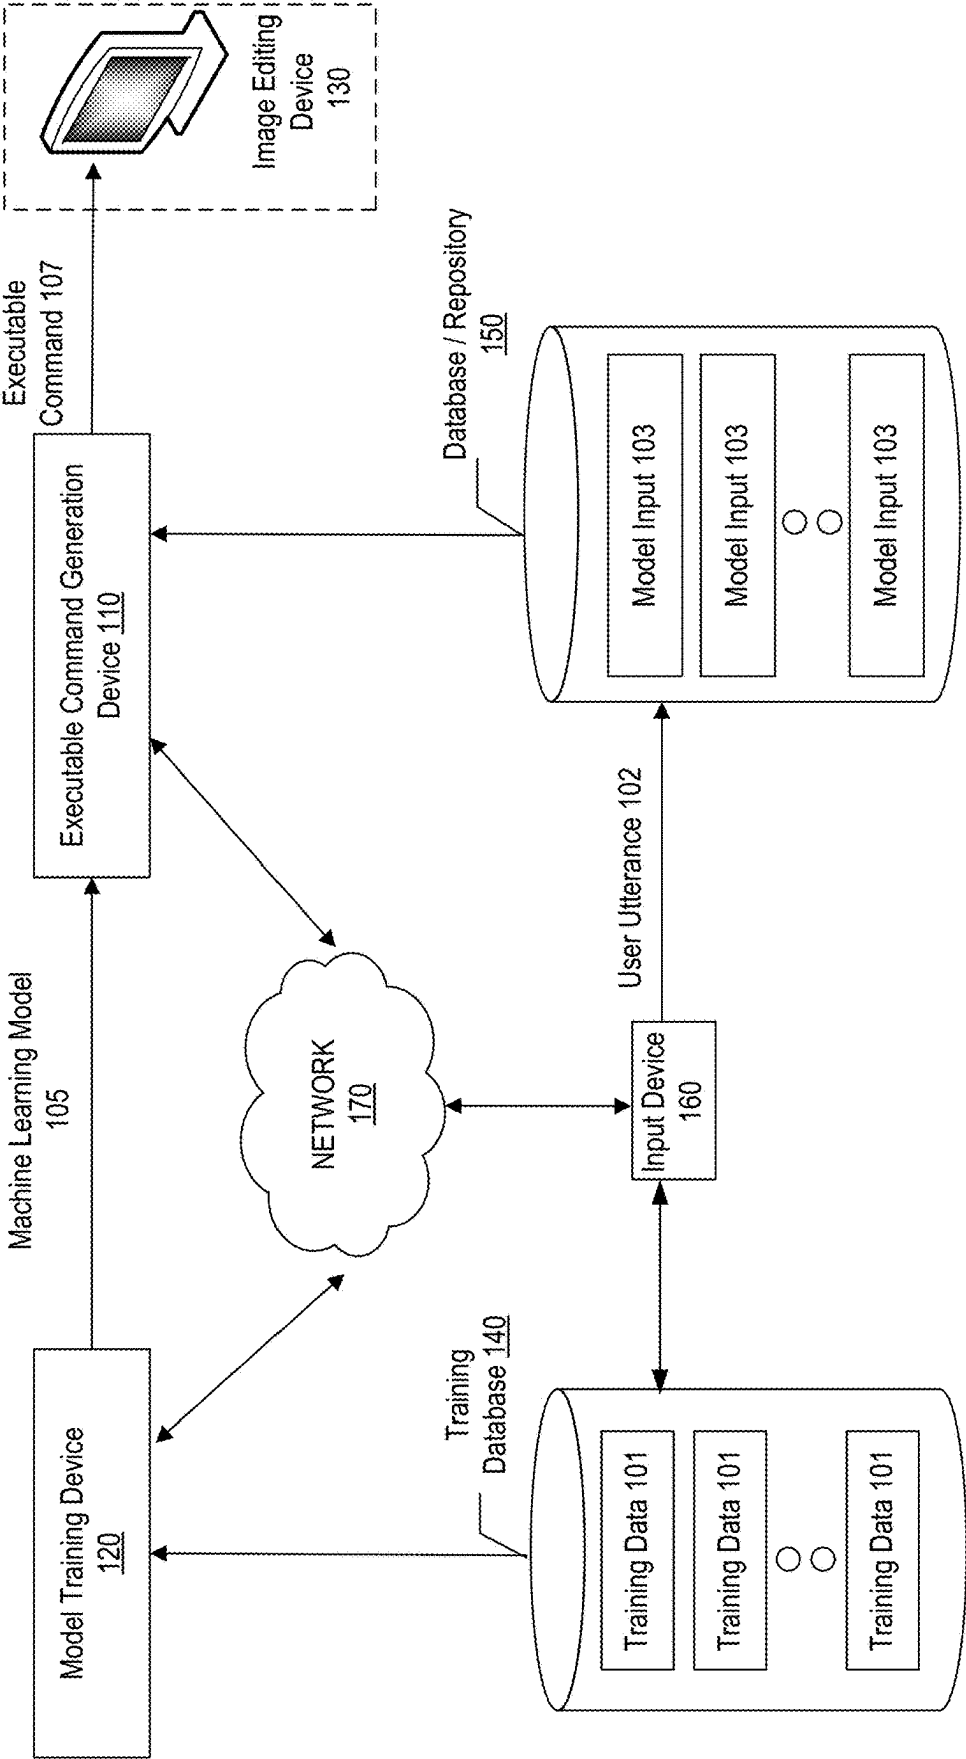 Model Training Device
120
Machine Learning Model
105
Executable Command Generation
Device 110
Executable
Command 107
Image Editing
Device
130
NETWORK
170
Training
Database 140
Training Data 101
Training Data 101
Training Data 101
Input Device
160
User Utterance 102
Database / Repository
150
Model Input 103
Model Input 103
Model Input 103